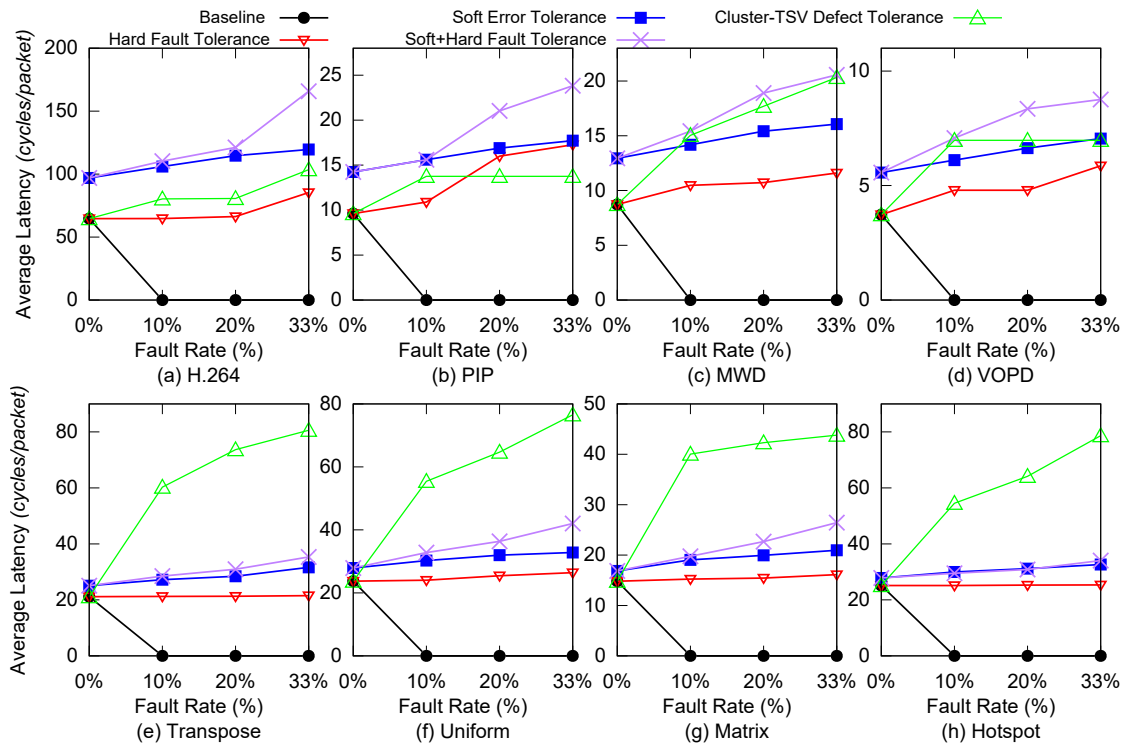 Baseline
Hard Fault Tolerance
Soft Error Tolerance
Soft+Hard Fault Tolerance
Cluster-TSV Defect Tolerance
Average Latency (cycles/packet)
200
150
100
50
0
0% 10% 20% 33%
Fault Rate (%)
(a) H.264
25
20
15
10
5
0
0% 10% 20% 33%
Fault Rate (%)
(b) PIP
20
15
10
5
0
0% 10% 20% 33%
Fault Rate (%)
(c) MWD
10
5
0
0% 10% 20% 33%
Fault Rate (%)
(d) VOPD
Average Latency (cycles/packet)
80
60
40
20
0
0% 10% 20% 33%
Fault Rate (%)
(e) Transpose
80
60
40
20
0
0% 10% 20% 33%
Fault Rate (%)
(f) Uniform
50
40
30
20
10
0
0% 10% 20% 33%
Fault Rate (%)
(g) Matrix
80
60
40
20
0
0% 10% 20% 33%
Fault Rate (%)
(h) Hotspot